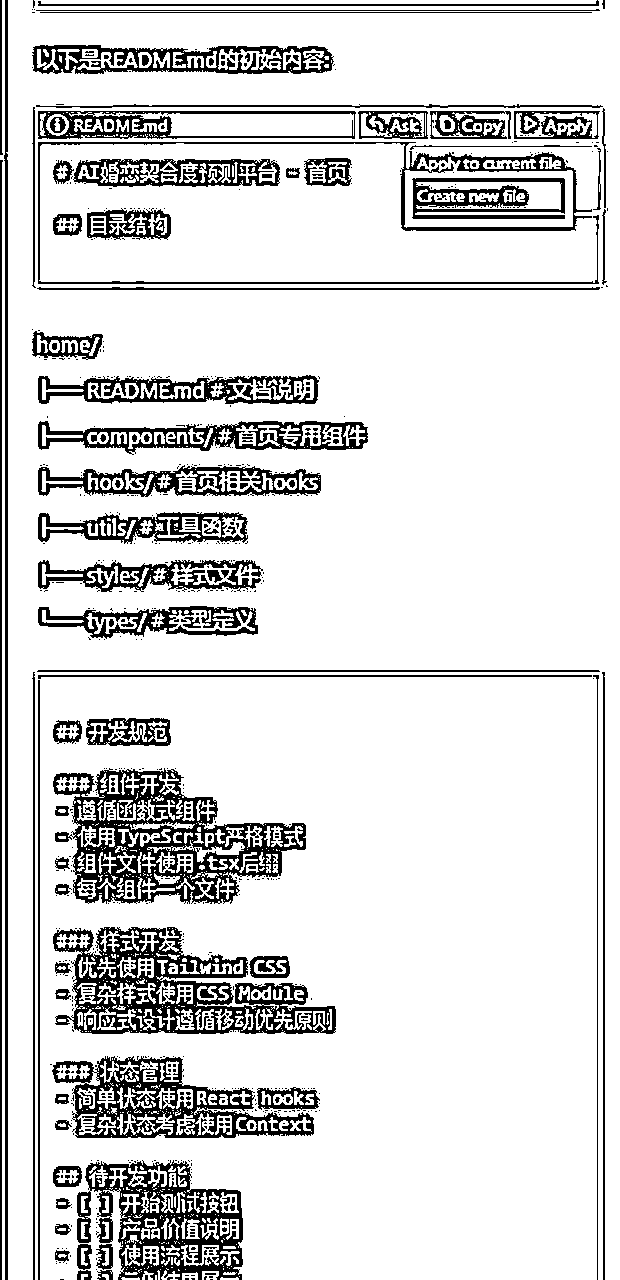 以下是README.md的初始内容:
README.md Ask Copy Apply
Apply to current file
Create new file
# AI婚恋契合度预测平台 - 首页
## 目录结构
home/
├── README.md # 文档说明
├── components/ # 首页专用组件
├── hooks/ # 首页相关hooks
├── utils/ # 工具函数
├── styles/ # 样式文件
└── types/ # 类型定义
## 开发规范
### 组件开发
- 遵循函数式组件
- 使用TypeScript严格模式
- 组件文件使用.tsx后缀
- 每个组件一个文件
### 样式开发
- 优先使用Tailwind CSS
- 复杂样式使用CSS Module
- 响应式设计遵循移动优先原则
### 状态管理
- 简单状态使用React hooks
- 复杂状态考虑使用Context
## 待开发功能
- [ ] 开始测试按钮
- [ ] 产品价值说明
- [ ] 使用流程展示
- [ ] 示例结果展示